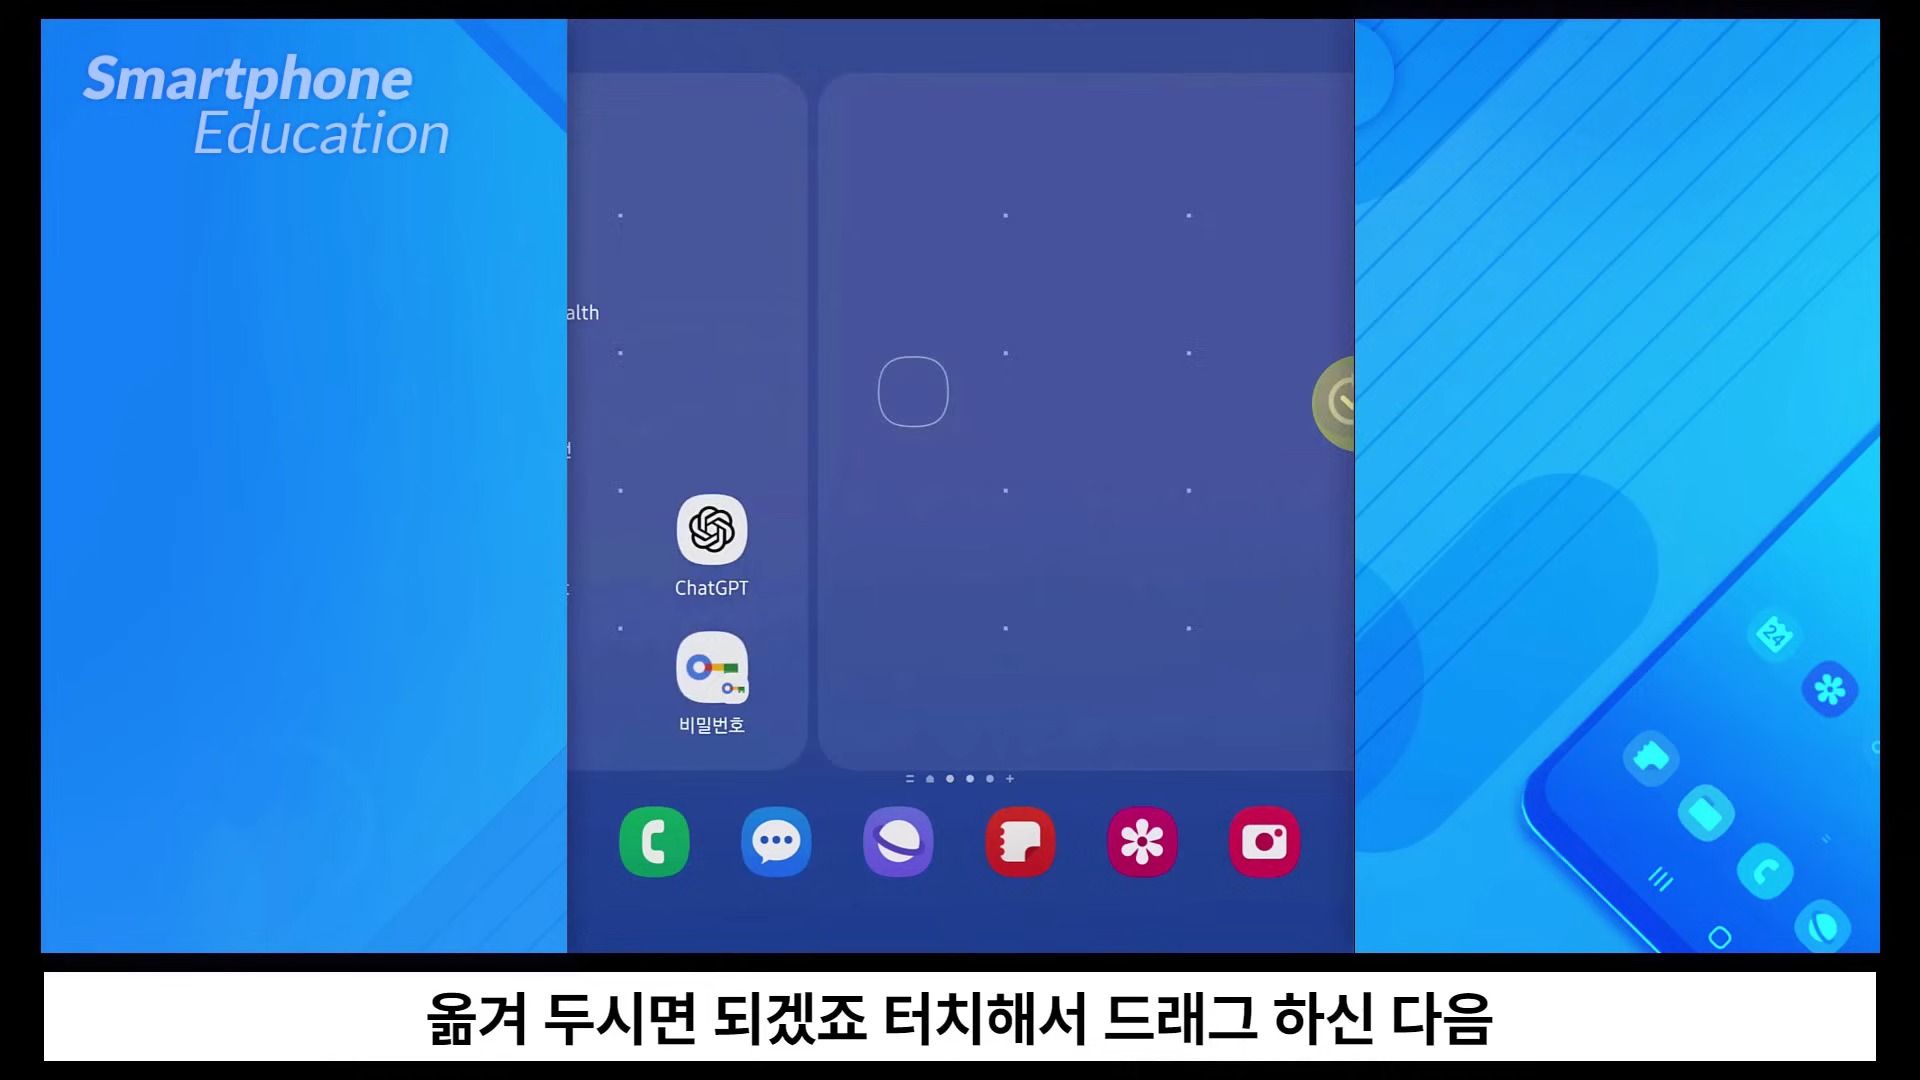 Smartphone
Education
alth
ChatGPT
비밀번호
24
옮겨 두시면 되겠죠 터치해서 드래그 하신 다음